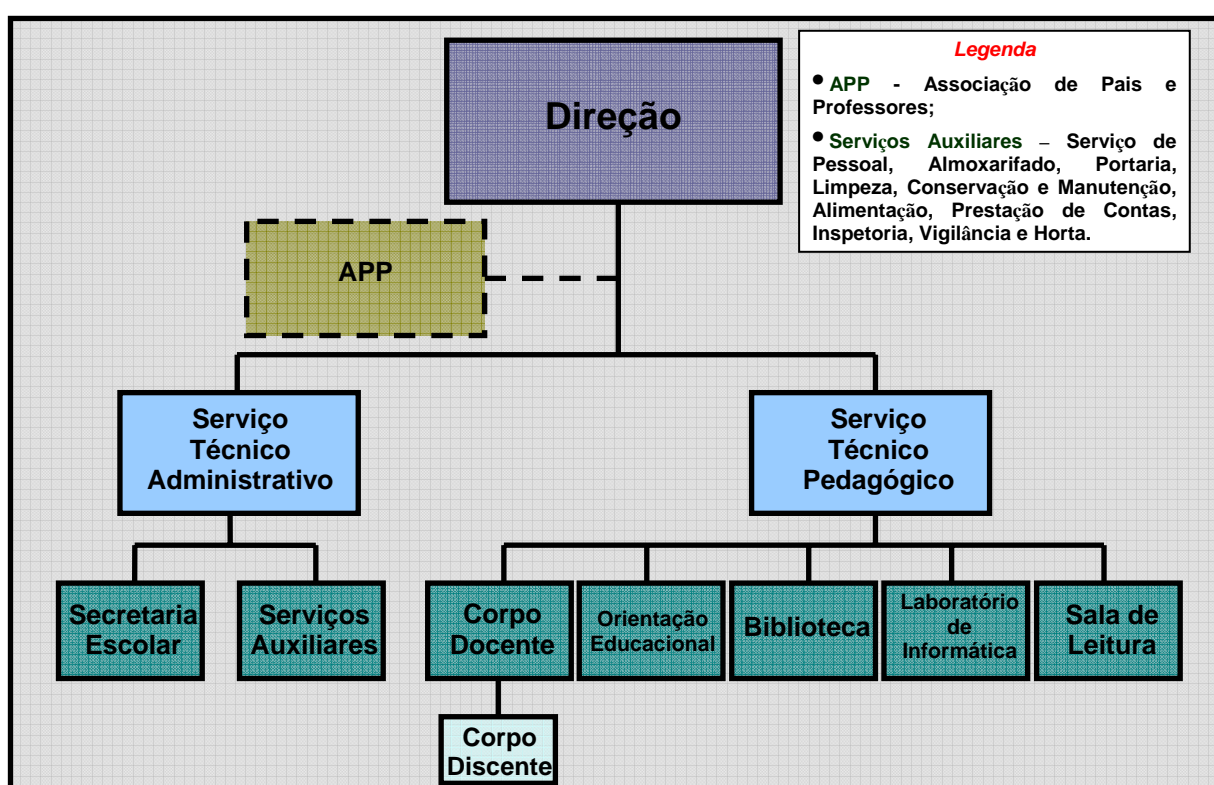 Direção
Legenda
• APP - Associação de Pais e
Professores;
• Serviços Auxiliares – Serviço de
Pessoal, Almoxarifado, Portaria,
Limpeza, Conservação e Manutenção,
Alimentação, Prestação de Contas,
Inspetoria, Vigilância e Horta.
APP
Serviço
Técnico
Administrativo
Serviço
Técnico
Pedagógico
Secretaria
Escolar
Serviços
Auxiliares
Corpo
Docente
Orientação
Educacional
Biblioteca
Laboratório
de
Informática
Sala de
Leitura
Corpo
Discente